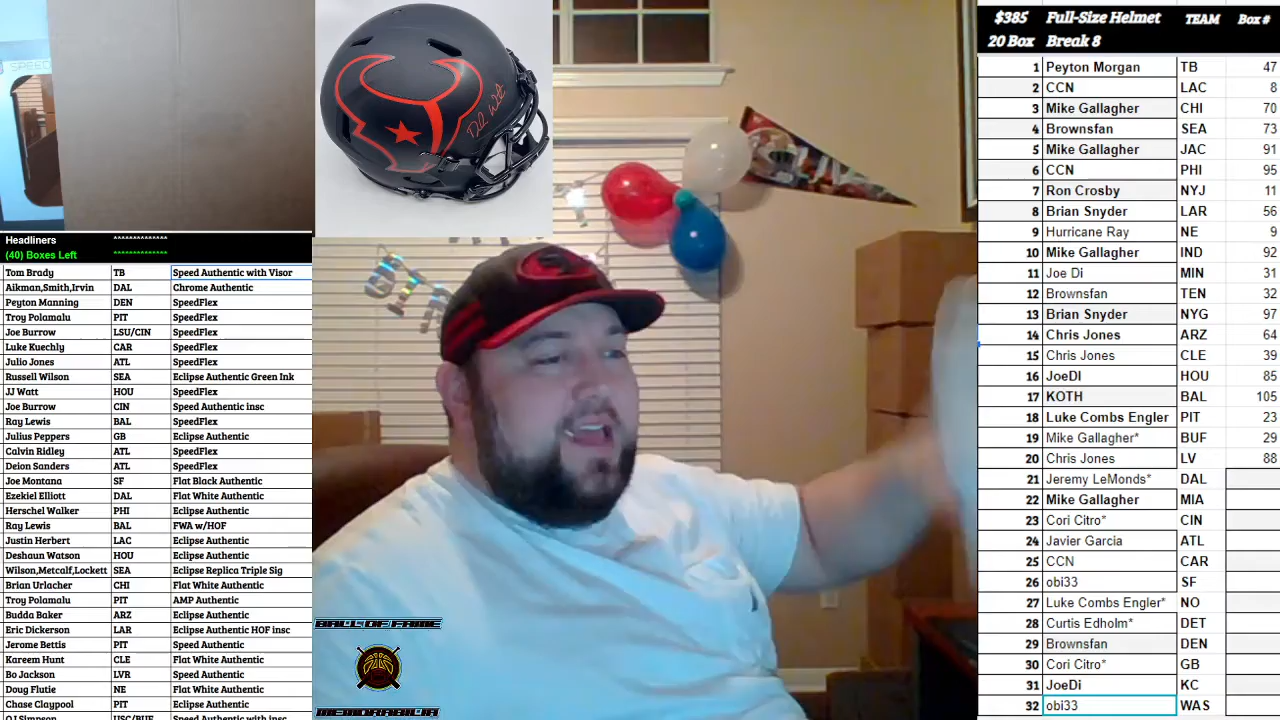 SPEED
Headliners **************
(40) Boxes Left **************
Tom Brady TB Speed Authentic with Visor
Aikman,Smith,Irvin DAL Chrome Authentic
Peyton Manning DEN SpeedFlex
Troy Polamalu PIT SpeedFlex
Joe Burrow LSU/CIN SpeedFlex
Luke Kuechly CAR SpeedFlex
Julio Jones ATL SpeedFlex
Russell Wilson SEA Eclipse Authentic Green Ink
JJ Watt HOU SpeedFlex
Joe Burrow CIN Speed Authentic insc
Ray Lewis BAL SpeedFlex
Julius Peppers GB Eclipse Authentic
Calvin Ridley ATL SpeedFlex
Deion Sanders ATL SpeedFlex
Joe Montana SF Flat Black Authentic
Ezekiel Elliott DAL Flat White Authentic
Herschel Walker PHI Eclipse Authentic
Ray Lewis BAL FWA w/HOF
Justin Herbert LAC Eclipse Authentic
Deshaun Watson HOU Eclipse Authentic
Wilson,Metcalf,Lockett SEA Eclipse Replica Triple Sig
Brian Urlacher CHI Flat White Authentic
Troy Polamalu PIT AMP Authentic
Budda Baker ARZ Eclipse Authentic
Eric Dickerson LAR Eclipse Authentic HOF insc
Jerome Bettis PIT Speed Authentic
Kareem Hunt CLE Flat White Authentic
Bo Jackson LVR Speed Authentic
Doug Flutie NE Flat White Authentic
Chase Claypool PIT Eclipse Authentic
OJ Simpson USC/BUF Speed Authentic with insc
BALL OF FAME
MEMORABILIA
$385 Full-Size Helmet TEAM Box #
20 Box Break 8
1 Peyton Morgan TB 47
2 CCN LAC 8
3 Mike Gallagher CHI 70
4 Brownsfan SEA 73
5 Mike Gallagher JAC 91
6 CCN PHI 95
7 Ron Crosby NYJ 11
8 Brian Snyder LAR 56
9 Hurricane Ray NE 9
10 Mike Gallagher IND 92
11 Joe Di MIN 31
12 Brownsfan TEN 32
13 Brian Snyder NYG 97
14 Chris Jones ARZ 64
15 Chris Jones CLE 39
16 JoeDI HOU 85
17 KOTH BAL 105
18 Luke Combs Engler PIT 23
19 Mike Gallagher* BUF 29
20 Chris Jones LV 88
21 Jeremy LeMonds* DAL
22 Mike Gallagher MIA
23 Cori Citro* CIN
24 Javier Garcia ATL
25 CCN CAR
26 obi33 SF
27 Luke Combs Engler* NO
28 Curtis Edholm* DET
29 Brownsfan DEN
30 Cori Citro* GB
31 JoeDi KC
32 obi33 WAS